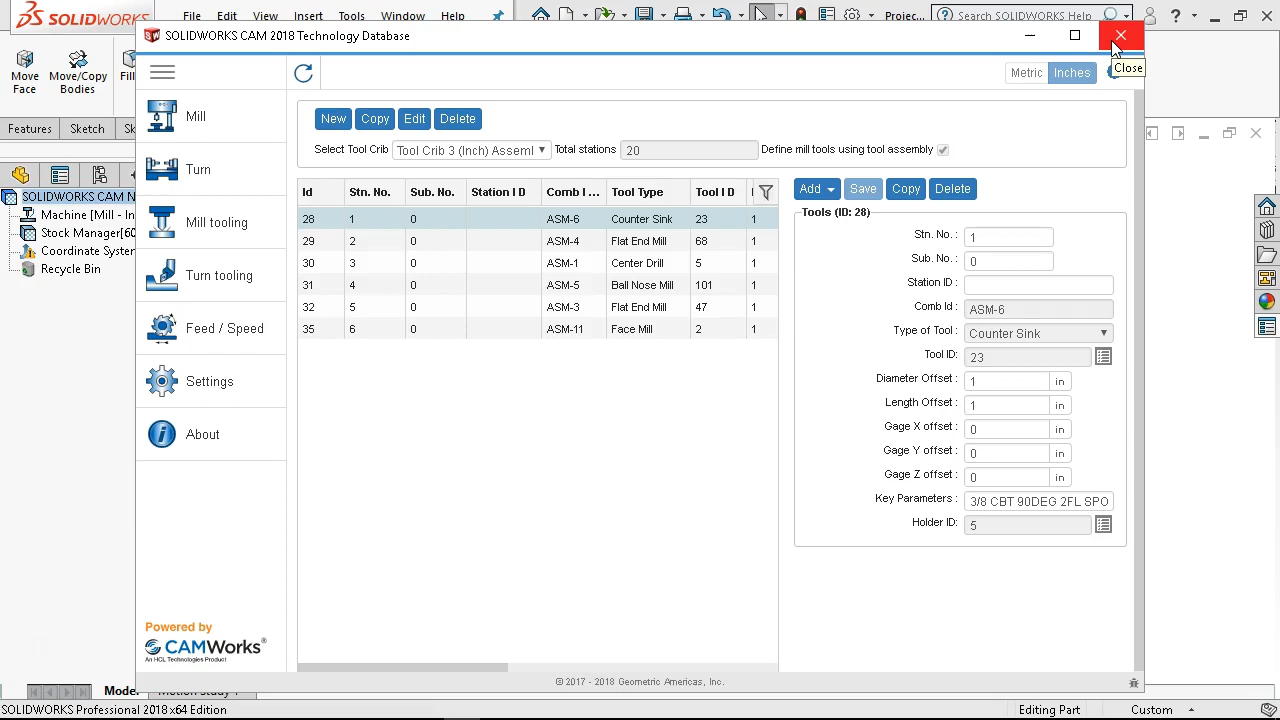 SOLIDWORKS File Edit View Insert Tools Window Help Projec... Search SOLIDWORKS Help
SOLIDWORKS CAM 2018 Technology Database
Close
Move Face
Move/Copy Bodies
Metric Inches
Features Sketch
SOLIDWORKS CAM N
Machine [Mill - In
Stock Manager[60
Coordinate System
Recycle Bin
Mill
Turn
Mill tooling
Turn tooling
Feed / Speed
Settings
About
Powered by
CAMWorks
An HCL Technologies Product
New Copy Edit Delete
Select Tool Crib Tool Crib 3 (Inch) Assembl Total stations 20 Define mill tools using tool assembly
Id Stn. No. Sub. No. Station ID Comb I... Tool Type Tool ID
28 1 0 ASM-6 Counter Sink 23 1
29 2 0 ASM-4 Flat End Mill 68 1
30 3 0 ASM-1 Center Drill 5 1
31 4 0 ASM-5 Ball Nose Mill 101 1
32 5 0 ASM-3 Flat End Mill 47 1
35 6 0 ASM-11 Face Mill 2 1
Add Save Copy Delete
Tools (ID: 28)
Stn. No. : 1
Sub. No. : 0
Station ID :
Comb Id : ASM-6
Type of Tool : Counter Sink
Tool ID: 23
Diameter Offset : 1 in
Length Offset : 1 in
Gage X offset : 0 in
Gage Y offset : 0 in
Gage Z offset : 0 in
Key Parameters : 3/8 CBT 90DEG 2FL SPO
Holder ID: 5
© 2017 - 2018 Geometric Americas, Inc.
Model
SOLIDWORKS Professional 2018 x64 Edition Editing Part Custom